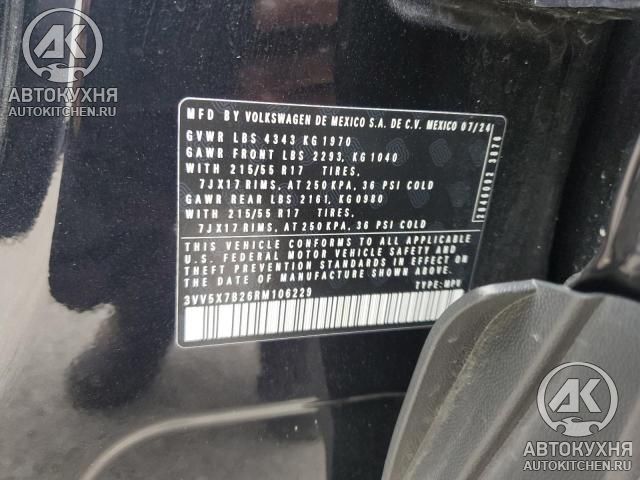 АВТОКУХНЯ
AUTOKITCHEN.RU
MFD BY VOLKSWAGEN DE MEXICO S.A. DE C.V. MEXICO 07/24
GVWR LBS 4343 KG 1970
GAWR FRONT LBS 2293, KG 1040
WITH 215/55 R17 TIRES,
7JX17 RIMS, AT 250 KPA, 36 PSI COLD
GAWR REAR LBS 2161, KG 0980
WITH 215/55 R17 TIRES,
7JX17 RIMS, AT 250 KPA, 36 PSI COLD
THIS VEHICLE CONFORMS TO ALL APPLICABLE
U.S. FEDERAL MOTOR VEHICLE SAFETY AND
THEFT PREVENTION STANDARDS IN EFFECT ON
THE DATE OF MANUFACTURE SHOWN ABOVE
3VV5X7B26RM106229 TYPE: MPV
2040092 3070
АК
АВТОКУХНЯ
AUTOKITCHEN.RU